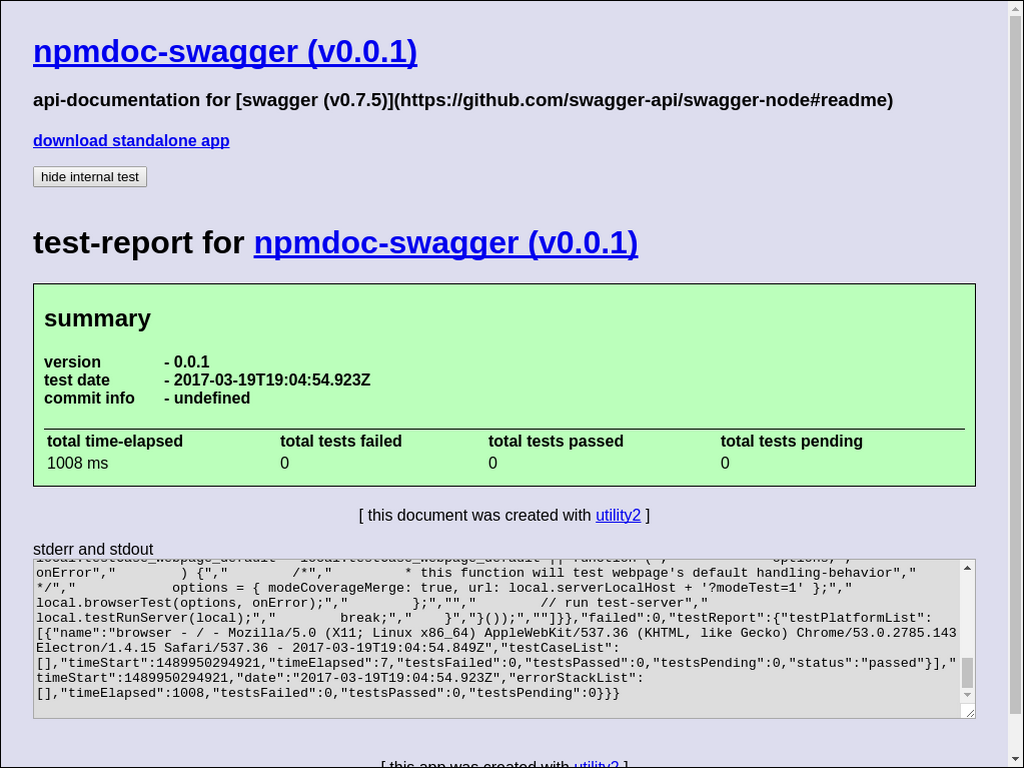 npmdoc-swagger (v0.0.1)
api-documentation for [swagger (v0.7.5)](https://github.com/swagger-api/swagger-node#readme)
download standalone app
hide internal test
test-report for npmdoc-swagger (v0.0.1)
summary
version - 0.0.1
test date - 2017-03-19T19:04:54.923Z
commit info - undefined
total time-elapsed total tests failed total tests passed total tests pending
1008 ms 0 0 0
[ this document was created with utility2 ]
stderr and stdout
onError","        ) {","        /*","         * this function will test webpage's default handling-behavior","
*/","            options = { modeCoverageMerge: true, url: local.serverLocalHost + '?modeTest=1' };","
local.browserTest(options, onError);","        };","","        // run test-server","
local.testRunServer(local);","        break;","    }","}());",""]}},"failed":0,"testReport":{"testPlatformList":
[{"name":"browser - / - Mozilla/5.0 (X11; Linux x86_64) AppleWebKit/537.36 (KHTML, like Gecko) Chrome/53.0.2785.143
Electron/1.4.15 Safari/537.36 - 2017-03-19T19:04:54.849Z","testCaseList":
[],"timeStart":1489950294921,"timeElapsed":7,"testsFailed":0,"testsPassed":0,"testsPending":0,"status":"passed"}],"
timeStart":1489950294921,"date":"2017-03-19T19:04:54.923Z","errorStackList":
[],"timeElapsed":1008,"testsFailed":0,"testsPassed":0,"testsPending":0}}}
[ this app was created with utility2 ]